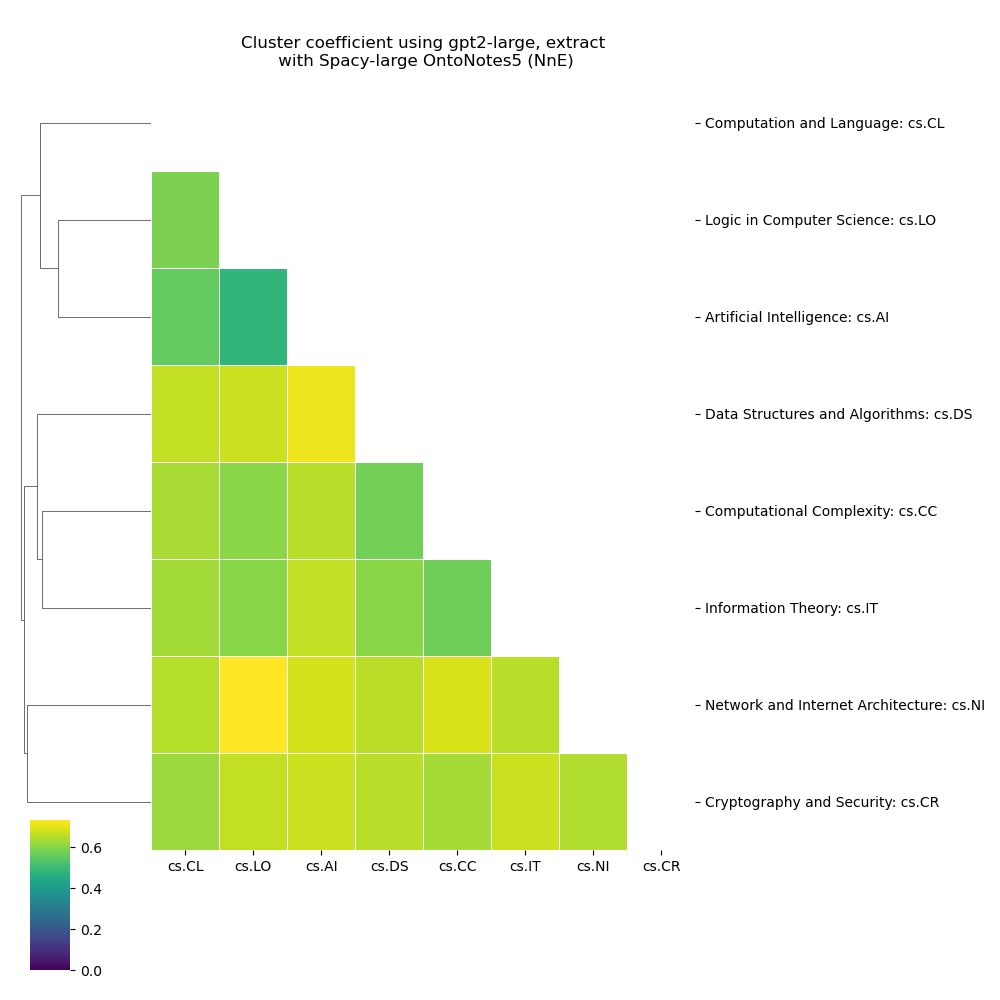 Cluster coefficient using gpt2-large, extract
with Spacy-large OntoNotes5 (NnE)
Computation and Language: cs.CL
Logic in Computer Science: cs.LO
Artificial Intelligence: cs.AI
Data Structures and Algorithms: cs.DS
Computational Complexity: cs.CC
Information Theory: cs.IT
Network and Internet Architecture: cs.NI
Cryptography and Security: cs.CR
cs.CL cs.LO cs.AI cs.DS cs.CC cs.IT cs.NI cs.CR
0.6
0.4
0.2
0.0